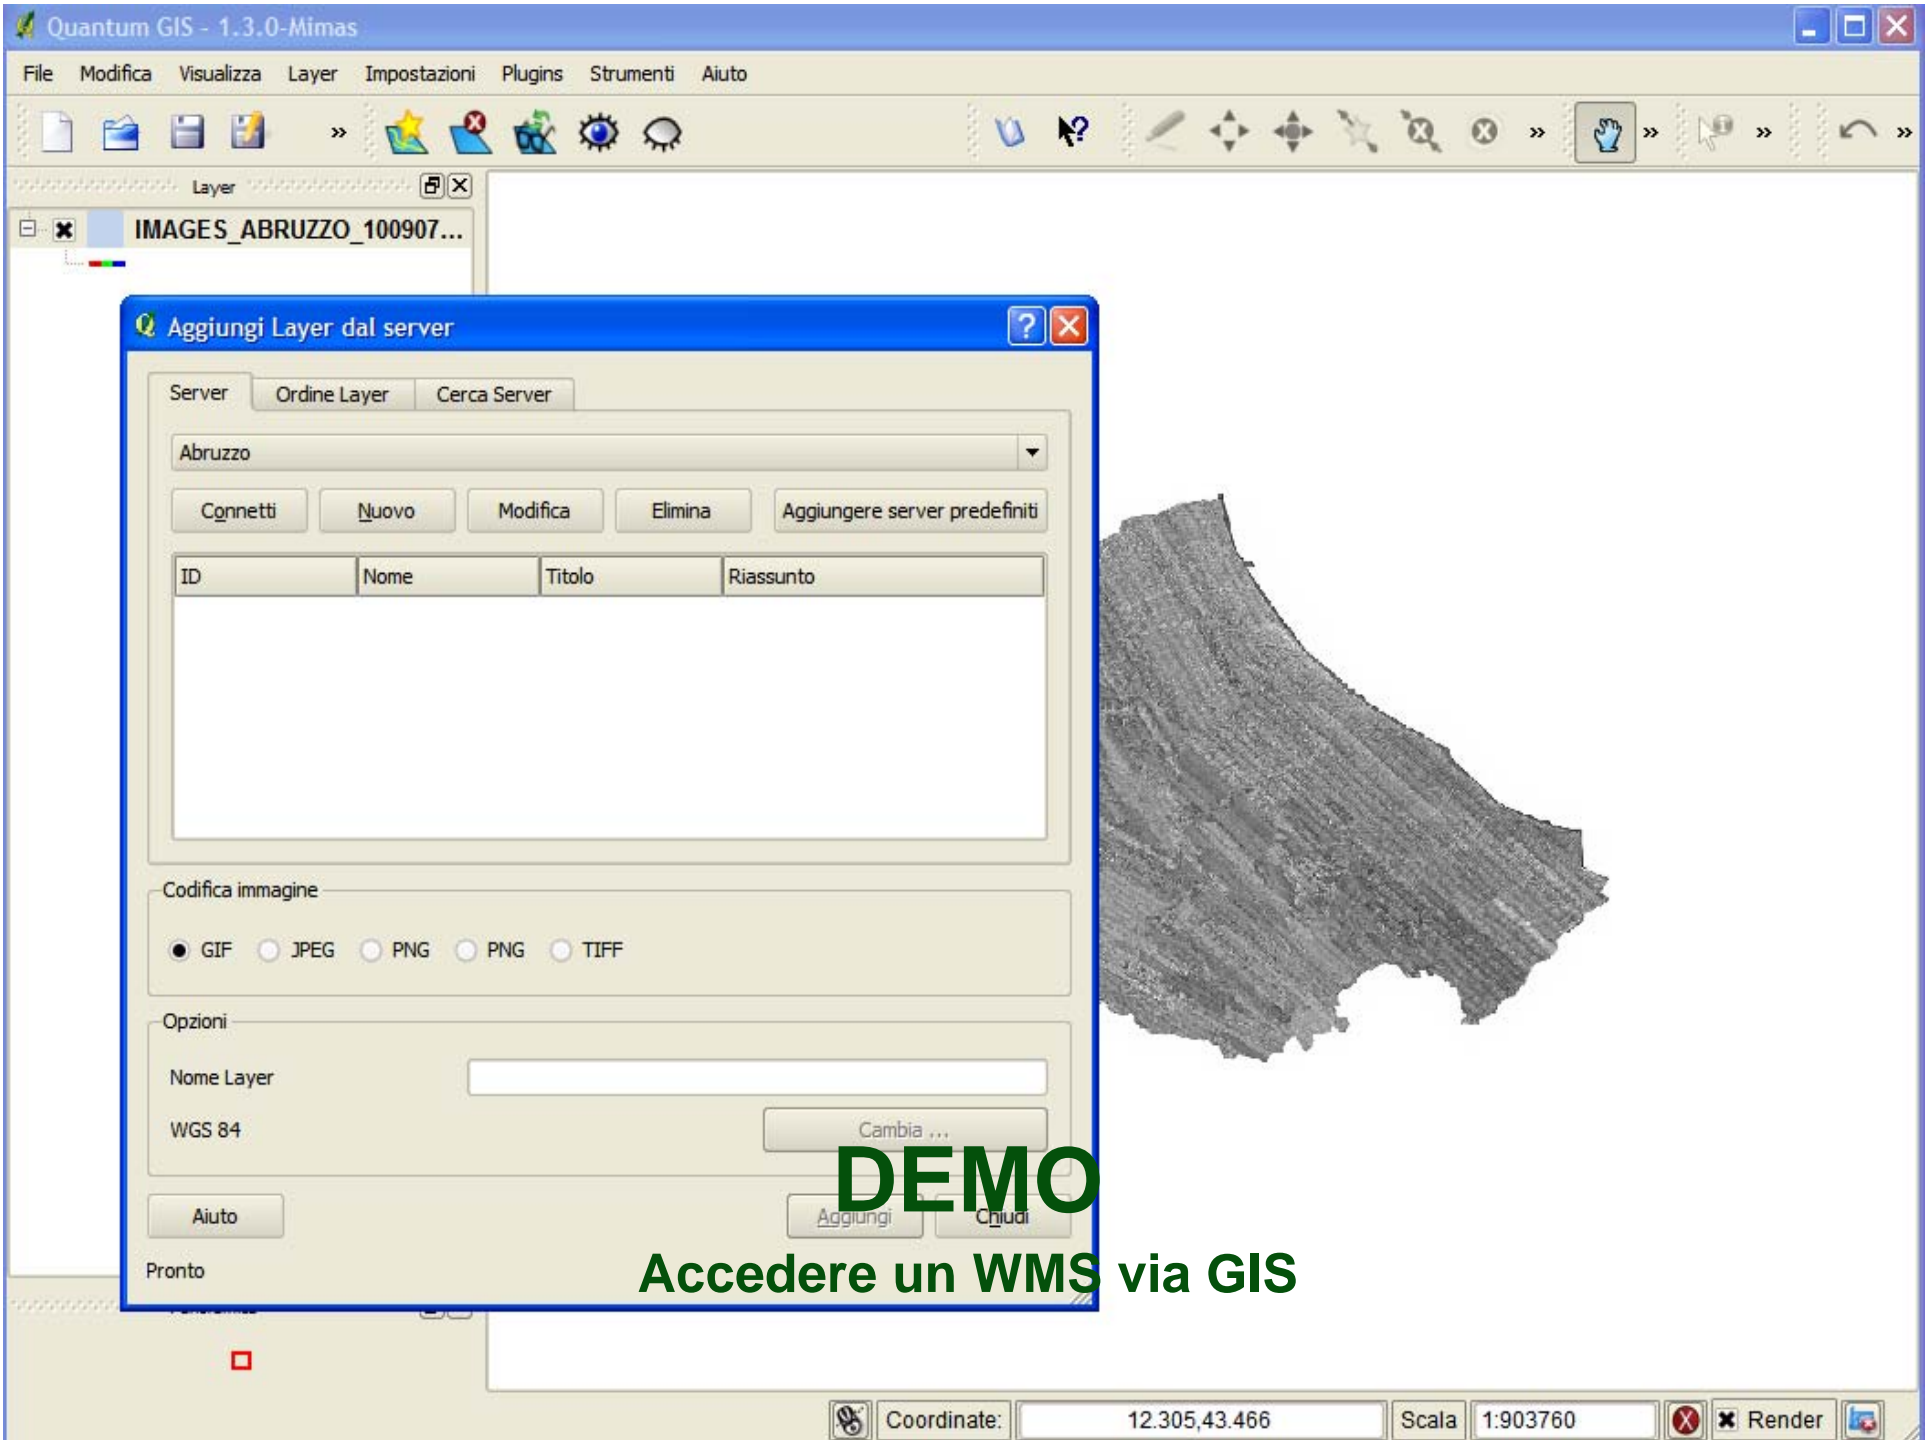 Quantum GIS - 1.3.0-Mimas
File Modifica Visualizza Layer Impostazioni Plugins Strumenti Aiuto
Layer
IMAGES_ABRUZZO_100907...
Aggiungi Layer dal server
Server Ordine Layer Cerca Server
Abruzzo
Connetti Nuovo Modifica Elimina Aggiungere server predefiniti
ID Nome Titolo Riassunto
Codifica immagine
GIF JPEG PNG PNG TIFF
Opzioni
Nome Layer
WGS 84 Cambia ...
DEMO
Aiuto Aggiungi Chiudi
Pronto
Accedere un WMS via GIS
Coordinate: 12.305,43.466 Scala 1:903760 Render